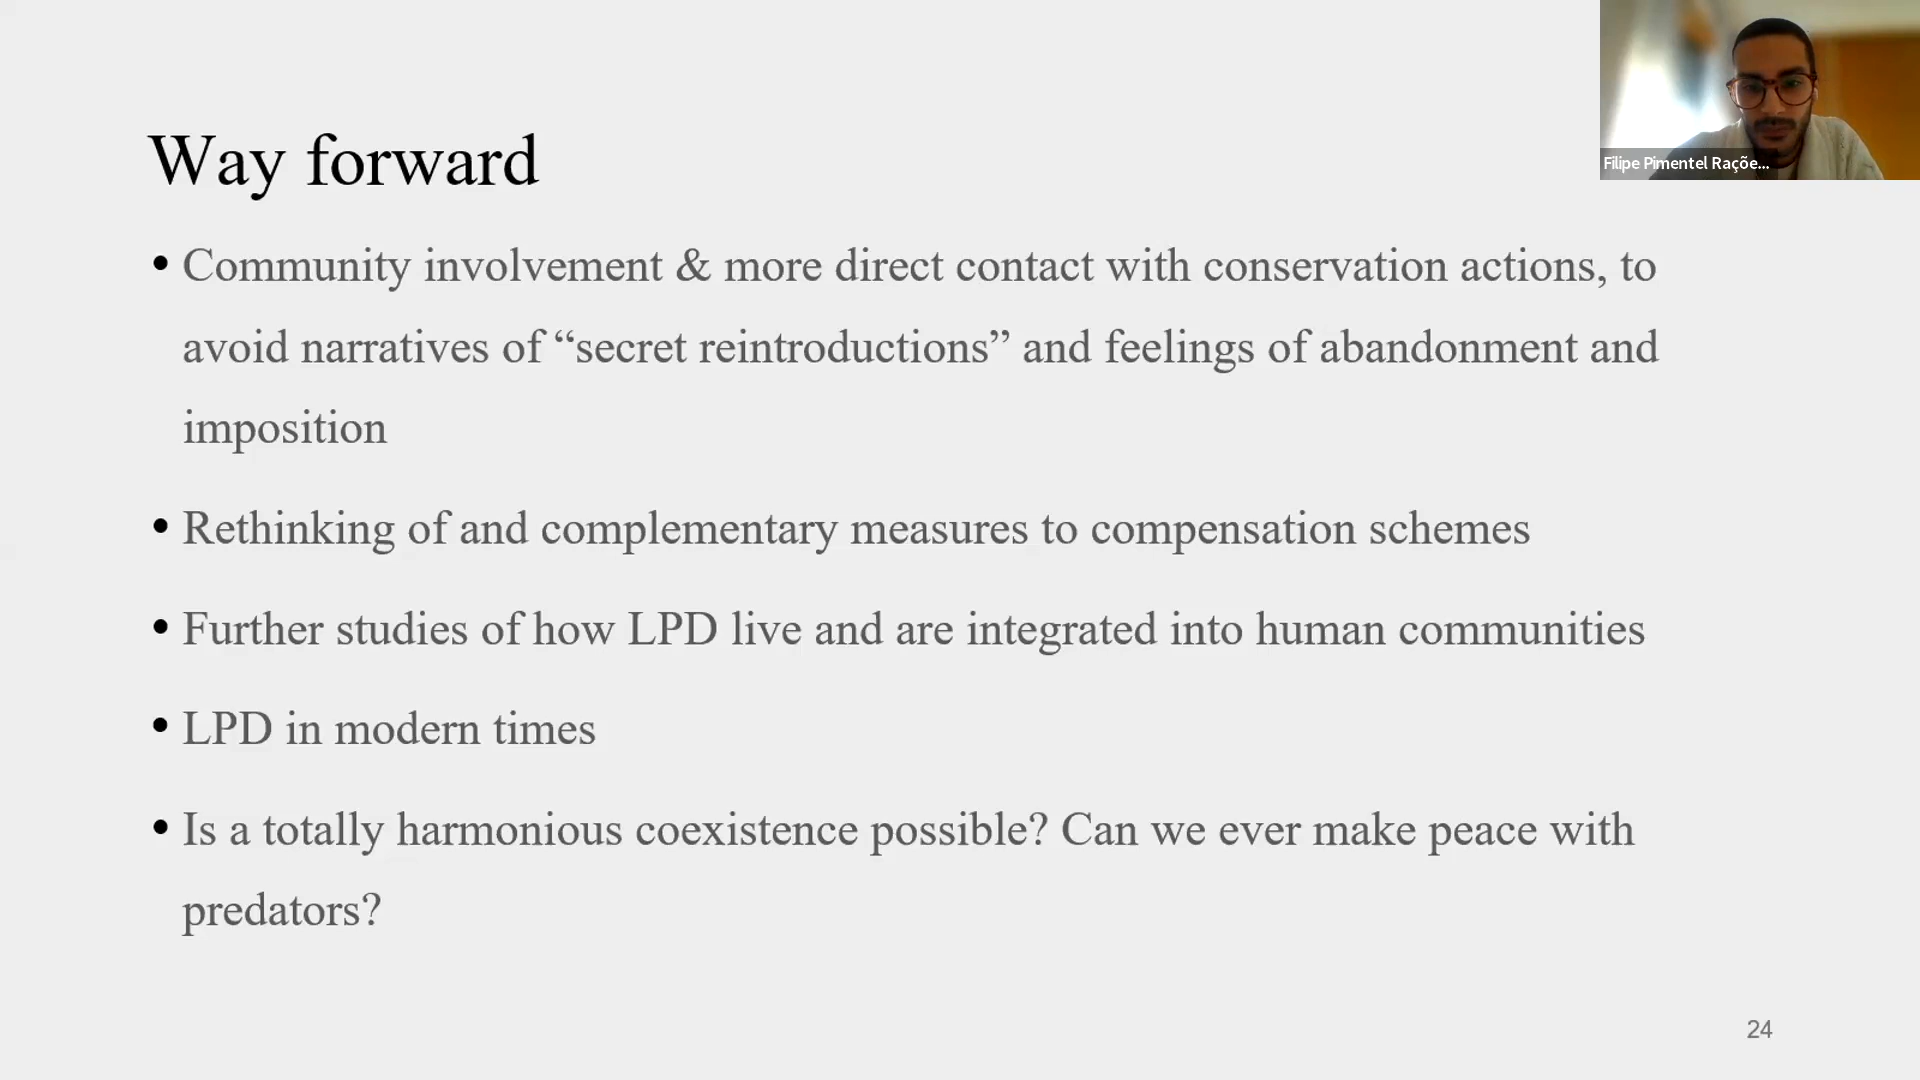 Filipe Pimentel Raçõe...
Way forward
• Community involvement & more direct contact with conservation actions, to
avoid narratives of “secret reintroductions” and feelings of abandonment and
imposition
• Rethinking of and complementary measures to compensation schemes
• Further studies of how LPD live and are integrated into human communities
• LPD in modern times
• Is a totally harmonious coexistence possible? Can we ever make peace with
predators?
24